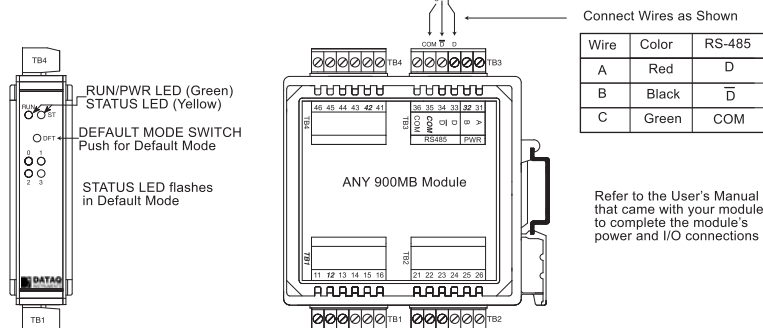 TB4
RUN
ST
DFT
0 1
2 3
DATAQ
INSTRUMENTS
TB1
RUN/PWR LED (Green)
STATUS LED (Yellow)
DEFAULT MODE SWITCH
Push for Default Mode
STATUS LED flashes
in Default Mode
COM D̅ D
TB4
TB3
46 45 44 43 42 41
36 35 34 33 32 31
TB4
TB3
COM COM D̅ D B A
RS485 PWR
ANY 900MB Module
TB1
TB2
11 12 13 14 15 16
21 22 23 24 25 26
TB1
TB2
Connect Wires as Shown
Wire Color RS-485
A Red D
B Black D̅
C Green COM
Refer to the User's Manual
that came with your module
to complete the module's
power and I/O connections